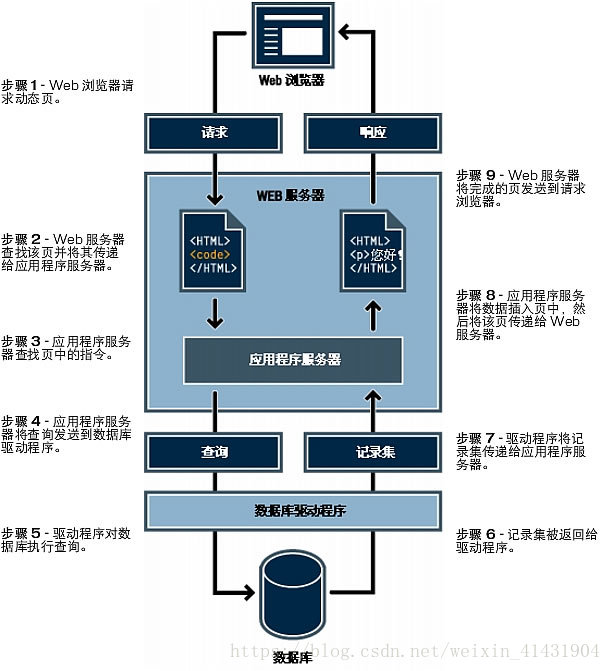 Web 浏览器
步骤 1 - Web 浏览器请
求动态页。
请求
响应
步骤 9 - Web 服务器
将完成的页发送到请求
浏览器。
WEB 服务器
<HTML>
<code>
</HTML>
<HTML>
<p>您好!
</HTML>
步骤 2 - Web 服务器
查找该页并将其传递
给应用程序服务器。
步骤 8 - 应用程序服务
器将数据插入页中，然
后将该页传递给 Web
服务器。
步骤 3 - 应用程序服务
器查找页中的指令。
应用程序服务器
步骤 4 - 应用程序服务
器将查询发送到数据库
驱动程序。
查询
记录集
步骤 7 - 驱动程序将
记录集传递给应用程序服
务器。
数据库驱动程序
步骤 5 - 驱动程序对数
据库执行查询。
步骤 6 - 记录集被返回给
驱动程序。
数据库
https://blog.csdn.net/weixin_41431904